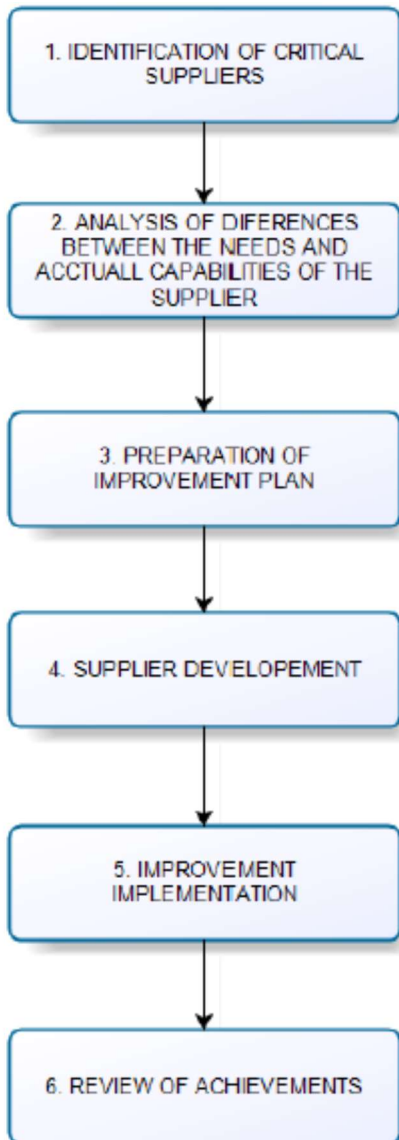 1. IDENTIFICATION OF CRITICAL
SUPPLIERS
2. ANALYSIS OF DIFERENCES
BETWEEN THE NEEDS AND
ACCTUALL CAPABILITIES OF THE
SUPPLIER
3. PREPARATION OF
IMPROVEMENT PLAN
4. SUPPLIER DEVELOPEMENT
5. IMPROVEMENT
IMPLEMENTATION
6. REVIEW OF ACHIEVEMENTS